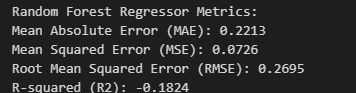 Random Forest Regressor Metrics:
Mean Absolute Error (MAE): 0.2213
Mean Squared Error (MSE): 0.0726
Root Mean Squared Error (RMSE): 0.2695
R-squared (R2): -0.1824